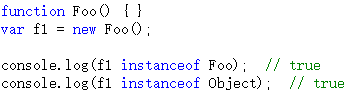 function Foo() { }
var f1 = new Foo();
console.log(f1 instanceof Foo);  // true
console.log(f1 instanceof Object);  // true